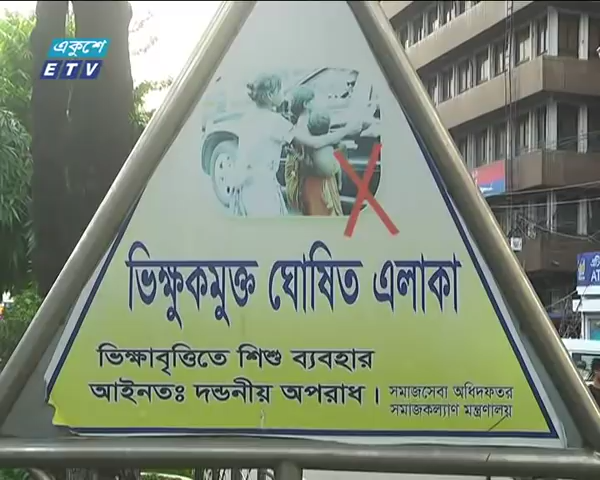 একুশে
ETV
ভিক্ষুকমুক্ত ঘোষিত এলাকা
ভিক্ষাবৃত্তিতে শিশু ব্যবহার
আইনতঃ দন্ডনীয় অপরাধ।
সমাজসেবা অধিদফতর
সমাজকল্যাণ মন্ত্রণালয়